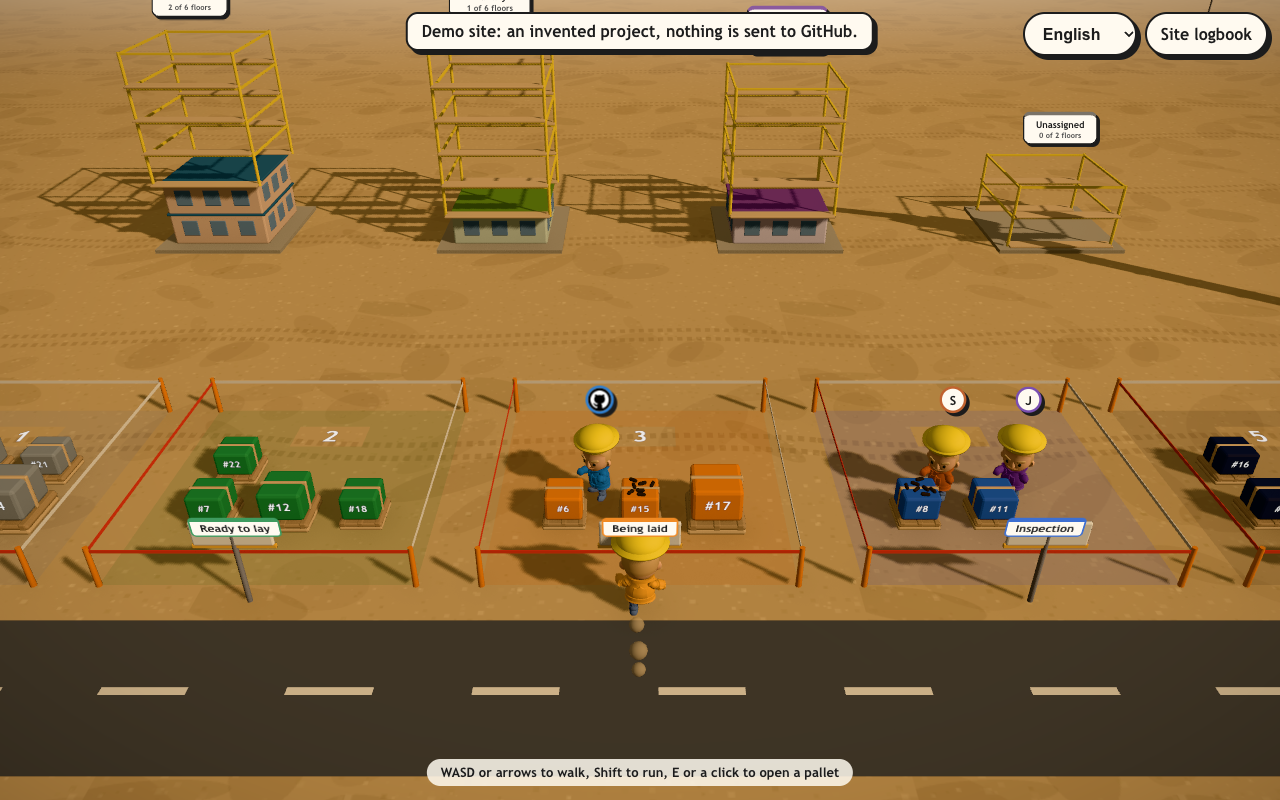 2 of 6 floors
1 of 6 floors
Demo site: an invented project, nothing is sent to GitHub.
English
Site logbook
Unassigned
0 of 2 floors
S
J
1
2
3
5
#21
#22
#7
#12
#18
#6
#15
#17
#8
#11
#16
Ready to lay
Being laid
Inspection
WASD or arrows to walk, Shift to run, E or a click to open a pallet